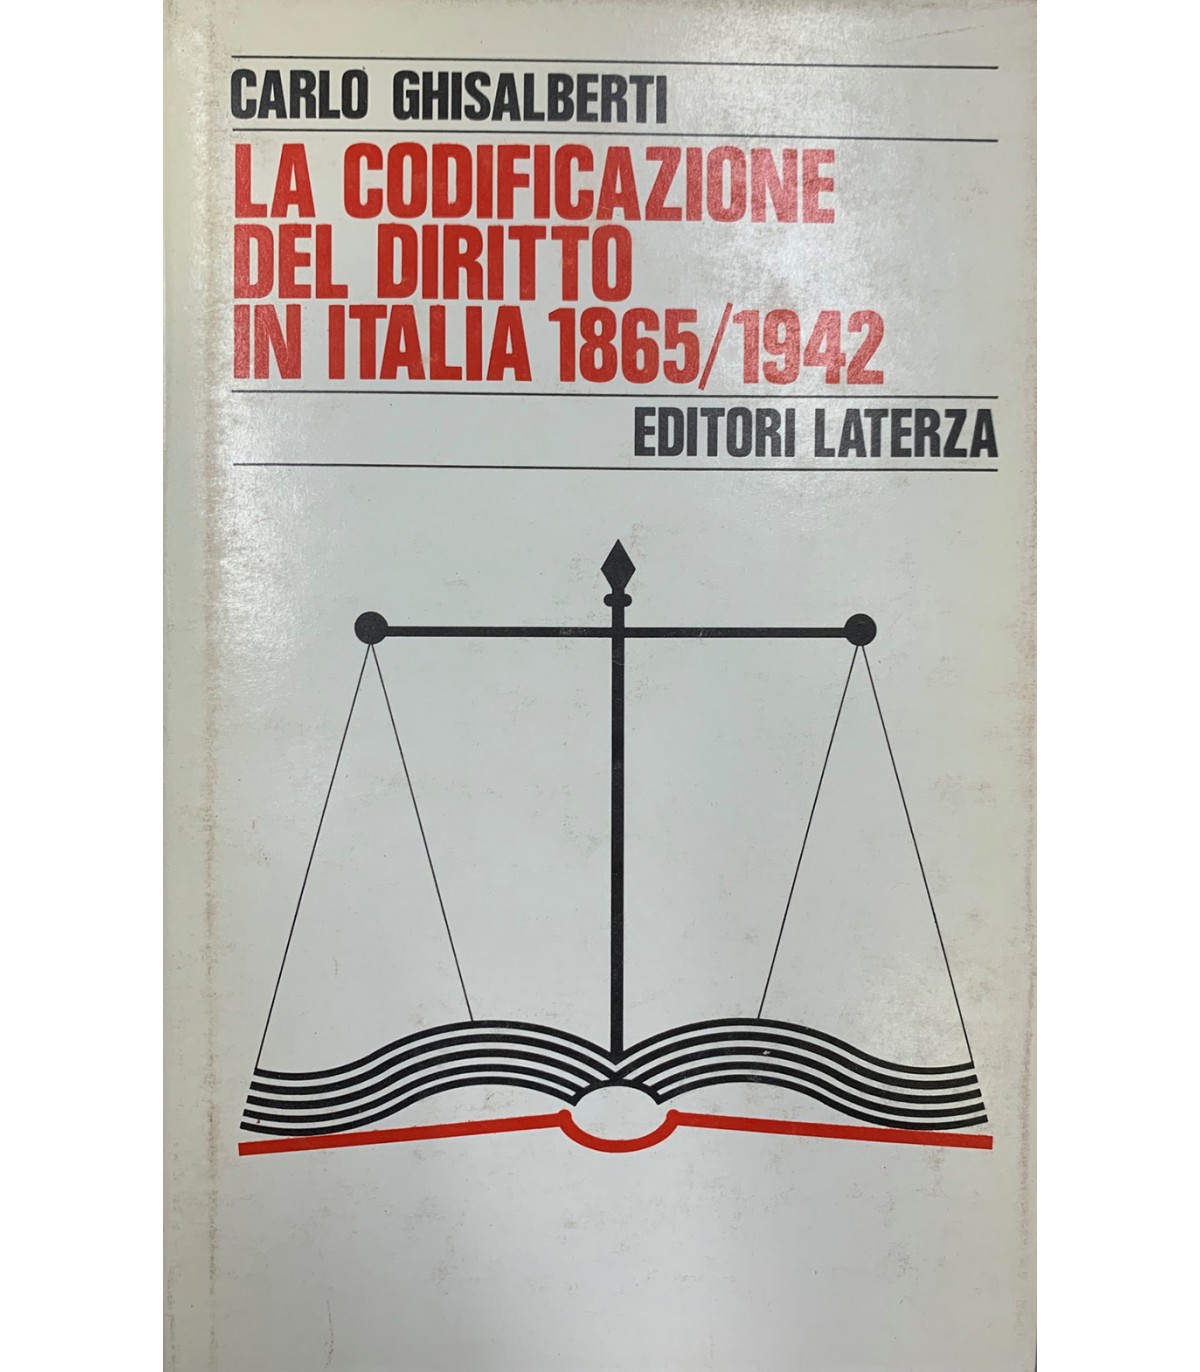 CARLO GHISALBERTI
LA CODIFICAZIONE
DEL DIRITTO
IN ITALIA 1865/1942
EDITORI LATERZA